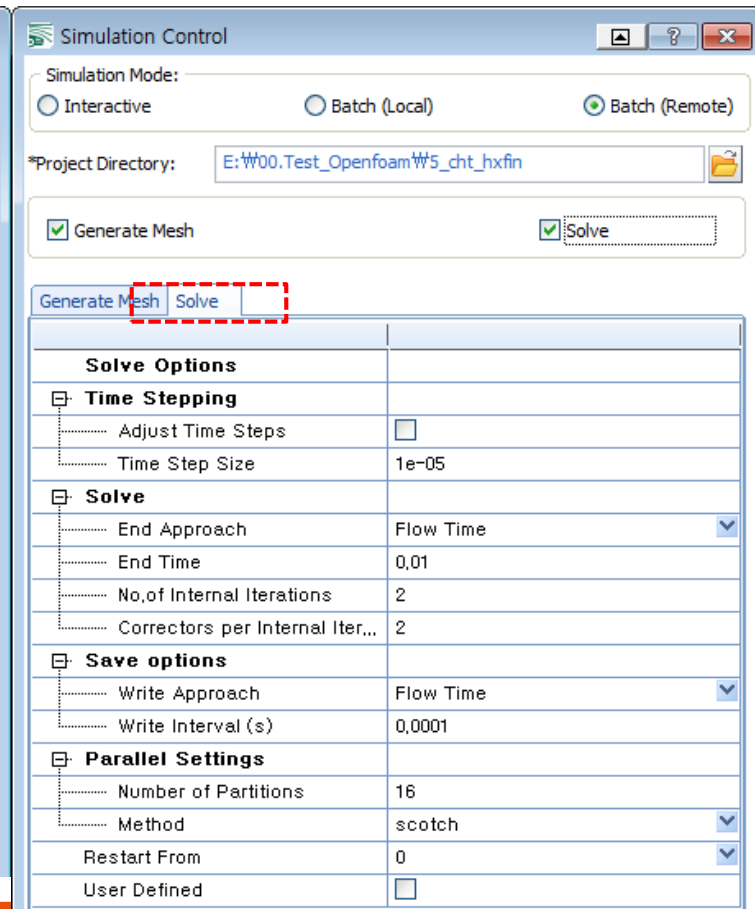 Simulation Control
Simulation Mode:
Interactive Batch (Local) Batch (Remote)
*Project Directory: E:₩00.Test_Openfoam₩5_cht_hxfin
Generate Mesh Solve
Generate Mesh Solve
Solve Options
Time Stepping
Adjust Time Steps
Time Step Size 1e-05
Solve
End Approach Flow Time
End Time 0,01
No,of Internal Iterations 2
Correctors per Internal Iter,,, 2
Save options
Write Approach Flow Time
Write Interval (s) 0,0001
Parallel Settings
Number of Partitions 16
Method scotch
Restart From 0
User Defined